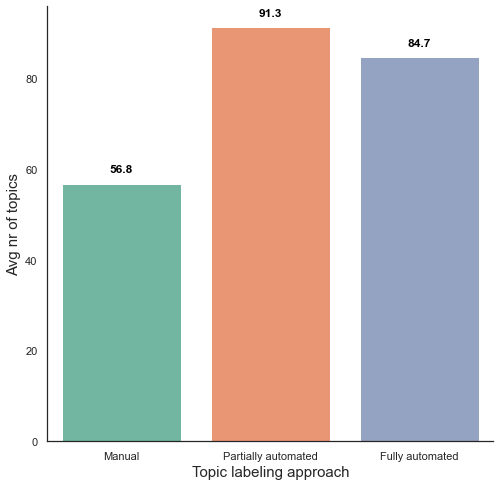 91.3
84.7
80
60
56.8
40
20
0
Avg nr of topics
Manual
Partially automated
Fully automated
Topic labeling approach